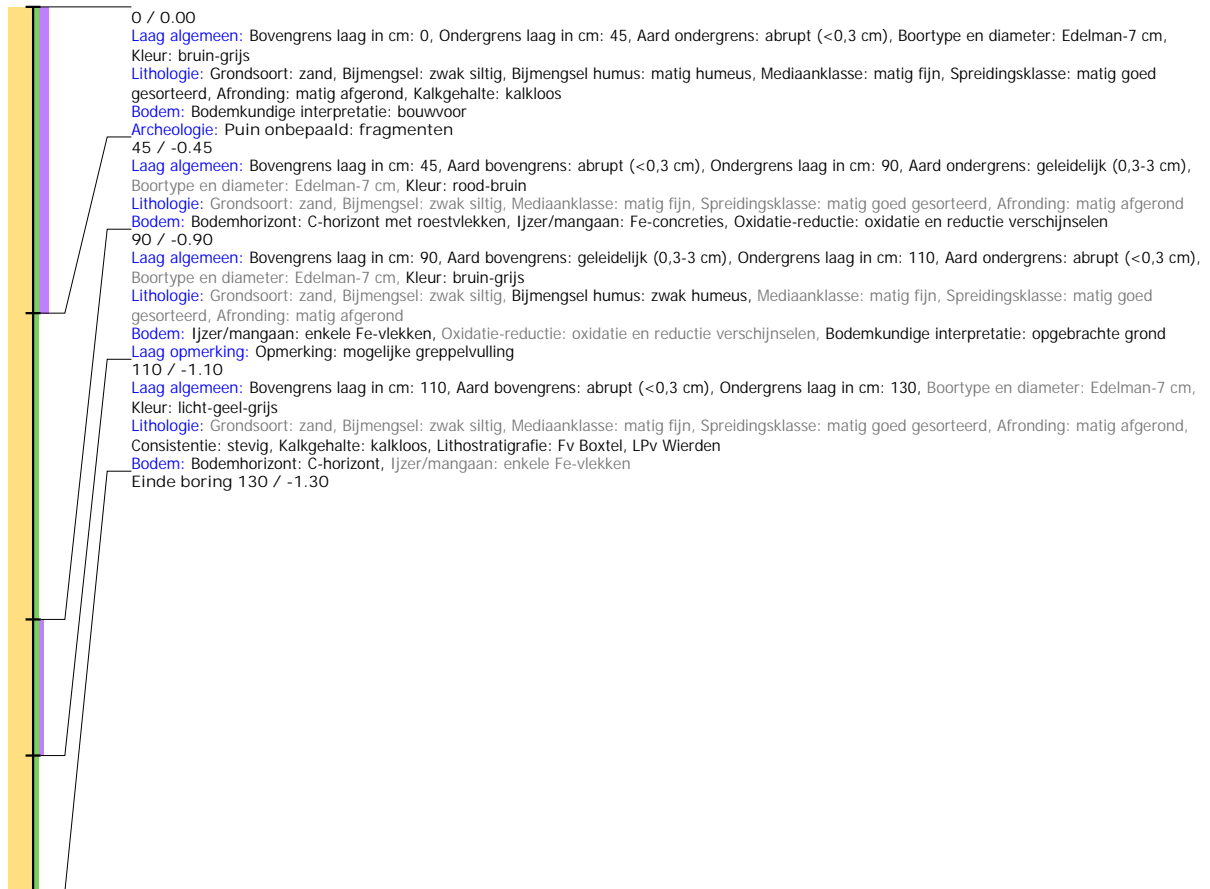 0 / 0.00
Laag algemeen: Bovengrens laag in cm: 0, Ondergrens laag in cm: 45, Aard ondergrens: abrupt (<0,3 cm), Boortype en diameter: Edelman-7 cm,
Kleur: bruin-grijs
Lithologie: Grondsoort: zand, Bijmengsel: zwak siltig, Bijmengsel humus: matig humeus, Mediaanklasse: matig fijn, Spreidingsklasse: matig goed
gesorteerd, Afronding: matig afgerond, Kalkgehalte: kalkloos
Bodem: Bodemkundige interpretatie: bouwvoor
Archeologie: Puin onbepaald: fragmenten
45 / -0.45
Laag algemeen: Bovengrens laag in cm: 45, Aard bovengrens: abrupt (<0,3 cm), Ondergrens laag in cm: 90, Aard ondergrens: geleidelijk (0,3-3 cm),
Boortype en diameter: Edelman-7 cm, Kleur: rood-bruin
Lithologie: Grondsoort: zand, Bijmengsel: zwak siltig, Mediaanklasse: matig fijn, Spreidingsklasse: matig goed gesorteerd, Afronding: matig afgerond
Bodem: Bodemhorizont: C-horizont met roestvlekken, Ijzer/mangaan: Fe-concreties, Oxidatie-reductie: oxidatie en reductie verschijnselen
90 / -0.90
Laag algemeen: Bovengrens laag in cm: 90, Aard bovengrens: geleidelijk (0,3-3 cm), Ondergrens laag in cm: 110, Aard ondergrens: abrupt (<0,3 cm),
Boortype en diameter: Edelman-7 cm, Kleur: bruin-grijs
Lithologie: Grondsoort: zand, Bijmengsel: zwak siltig, Bijmengsel humus: zwak humeus, Mediaanklasse: matig fijn, Spreidingsklasse: matig goed
gesorteerd, Afronding: matig afgerond
Bodem: Ijzer/mangaan: enkele Fe-vlekken, Oxidatie-reductie: oxidatie en reductie verschijnselen, Bodemkundige interpretatie: opgebrachte grond
Laag opmerking: Opmerking: mogelijke greppelvulling
110 / -1.10
Laag algemeen: Bovengrens laag in cm: 110, Aard bovengrens: abrupt (<0,3 cm), Ondergrens laag in cm: 130, Boortype en diameter: Edelman-7 cm,
Kleur: licht-geel-grijs
Lithologie: Grondsoort: zand, Bijmengsel: zwak siltig, Mediaanklasse: matig fijn, Spreidingsklasse: matig goed gesorteerd, Afronding: matig afgerond,
Consistentie: stevig, Kalkgehalte: kalkloos, Lithostratigrafie: Fv Boxtel, LPv Wierden
Bodem: Bodemhorizont: C-horizont, Ijzer/mangaan: enkele Fe-vlekken
Einde boring 130 / -1.30